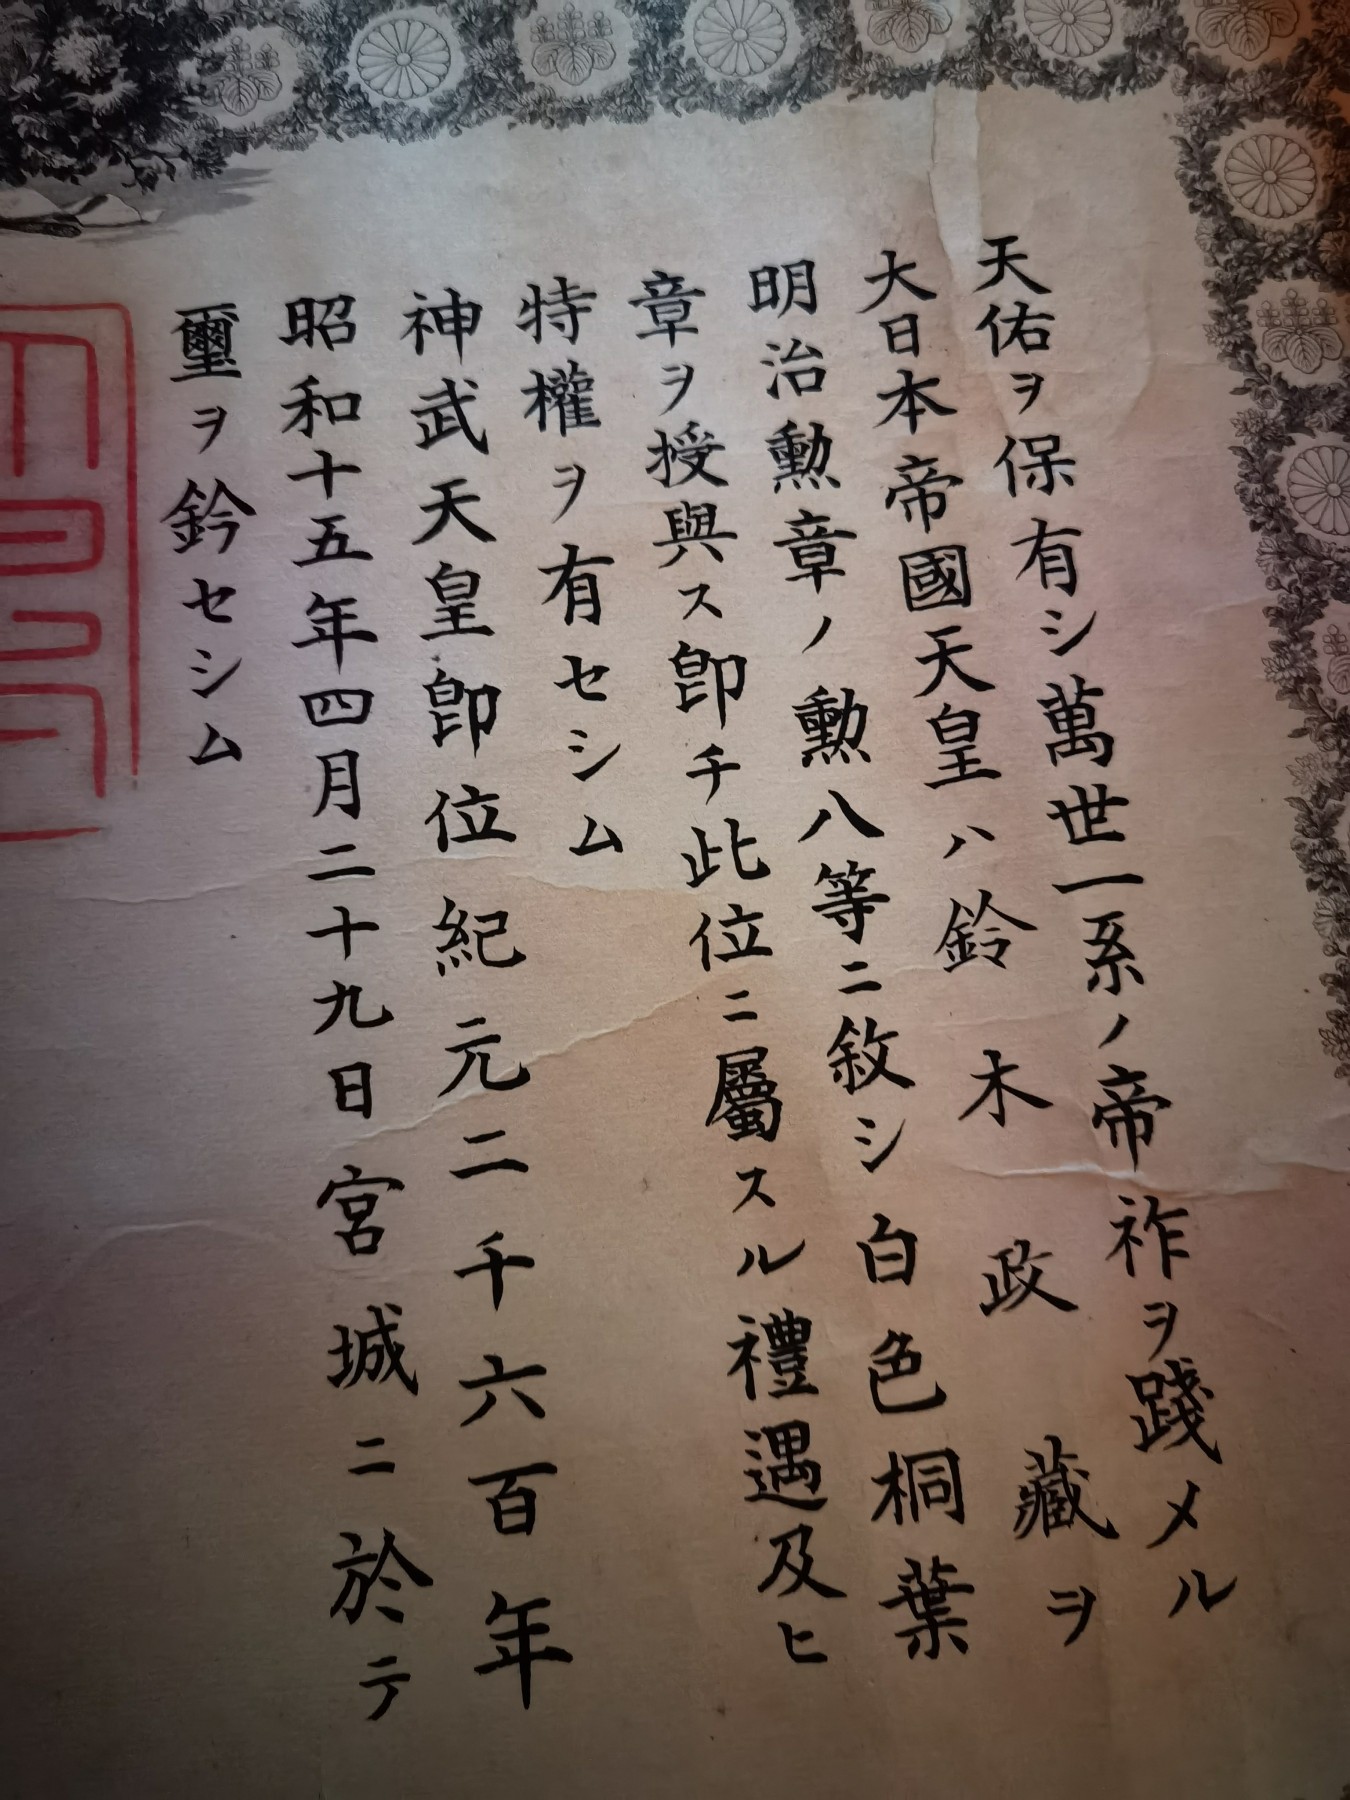 天佑ヲ保有シ萬世一系ノ帝祚ヲ踐メル
大日本帝國天皇ハ鈴木政藏ヲ
明治勳章ノ勳八等ニ敘シ白色桐葉
章ヲ授與ス卽チ此位ニ屬スル禮遇及ヒ
特權ヲ有セシム
神武天皇卽位紀元二千六百年
昭和十五年四月二十九日宮城ニ於テ
璽ヲ鈐セシム